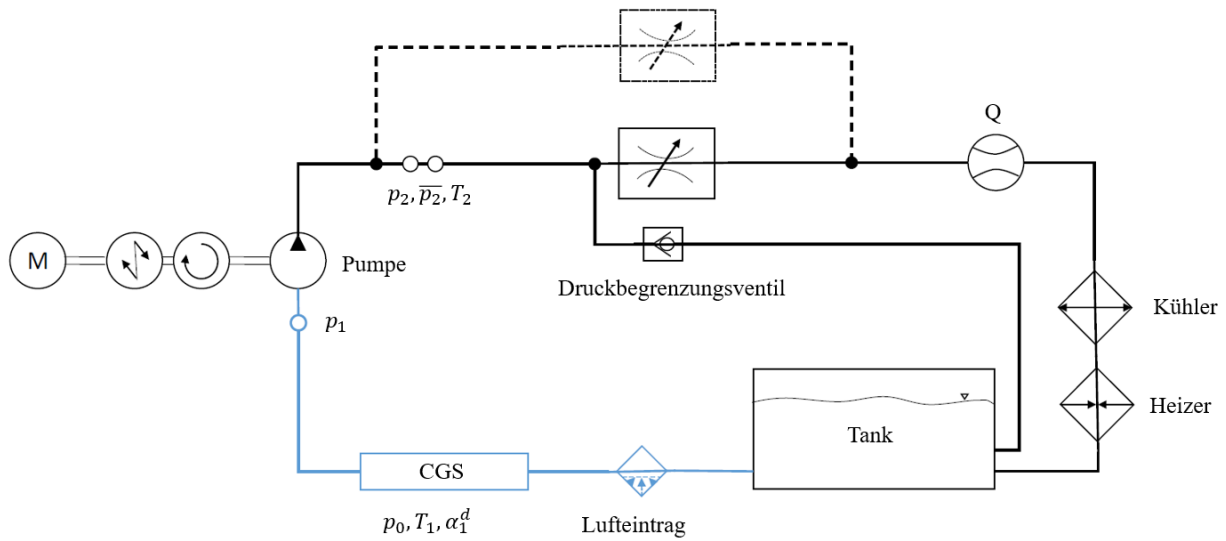 Q
p₂, p̅₂, T₂
M
Pumpe
Druckbegrenzungsventil
p₁
Kühler
Heizer
Tank
CGS
p₀, T₁, α₁ᵈ
Lufteintrag